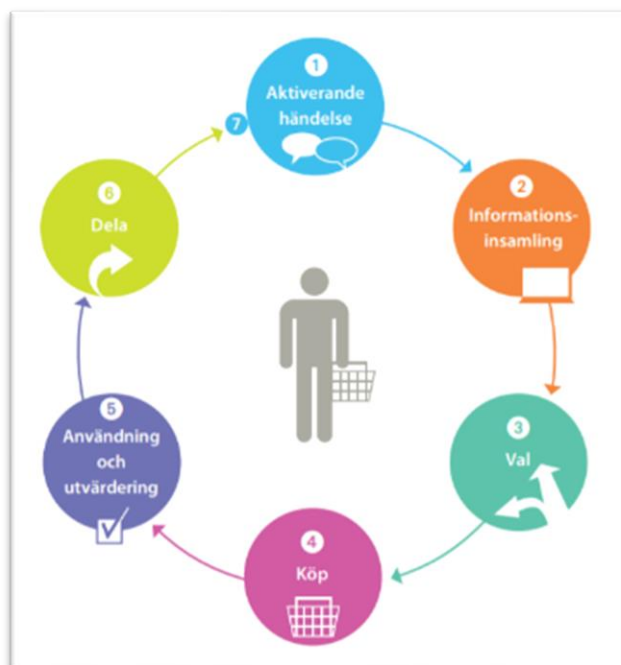 1
Aktiverande
händelse
7
2
Informations-
insamling
3
Val
4
Köp
5
Användning
och
utvärdering
6
Dela